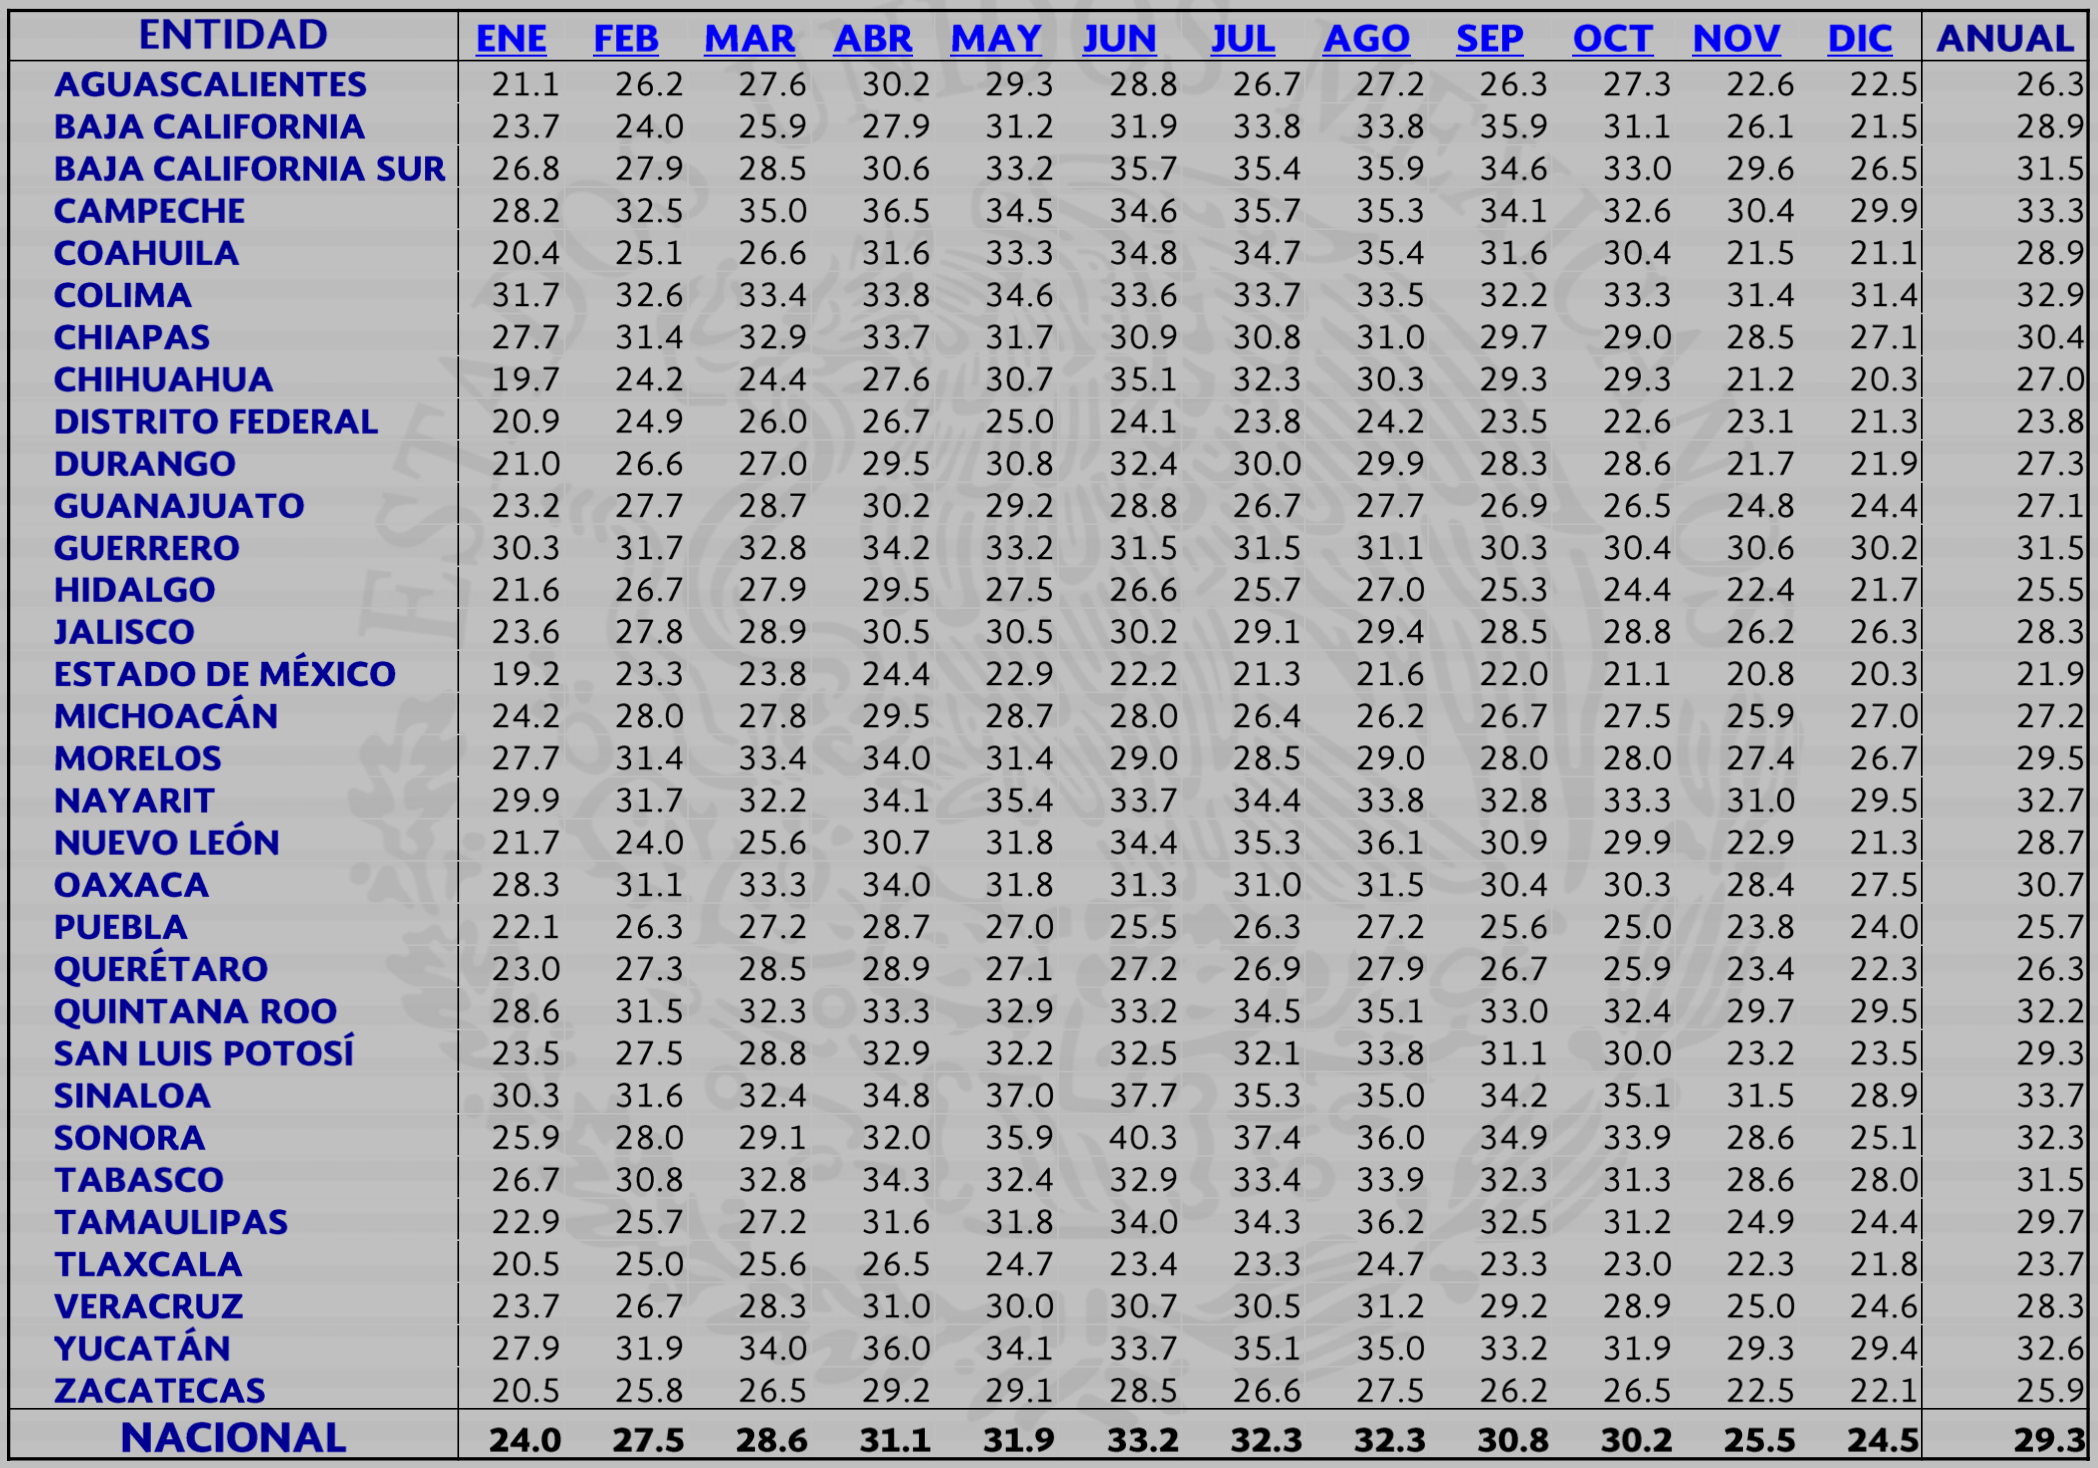 ENTIDAD ENE FEB MAR ABR MAY JUN JUL AGO SEP OCT NOV DIC ANUAL
AGUASCALIENTES 21.1 26.2 27.6 30.2 29.3 28.8 26.7 27.2 26.3 27.3 22.6 22.5 26.3
BAJA CALIFORNIA 23.7 24.0 25.9 27.9 31.2 31.9 33.8 33.8 35.9 31.1 26.1 21.5 28.9
BAJA CALIFORNIA SUR 26.8 27.9 28.5 30.6 33.2 35.7 35.4 35.9 34.6 33.0 29.6 26.5 31.5
CAMPECHE 28.2 32.5 35.0 36.5 34.5 34.6 35.7 35.3 34.1 32.6 30.4 29.9 33.3
COAHUILA 20.4 25.1 26.6 31.6 33.3 34.8 34.7 35.4 31.6 30.4 21.5 21.1 28.9
COLIMA 31.7 32.6 33.4 33.8 34.6 33.6 33.7 33.5 32.2 33.3 31.4 31.4 32.9
CHIAPAS 27.7 31.4 32.9 33.7 31.7 30.9 30.8 31.0 29.7 29.0 28.5 27.1 30.4
CHIHUAHUA 19.7 24.2 24.4 27.6 30.7 35.1 32.3 30.3 29.3 29.3 21.2 20.3 27.0
DISTRITO FEDERAL 20.9 24.9 26.0 26.7 25.0 24.1 23.8 24.2 23.5 22.6 23.1 21.3 23.8
DURANGO 21.0 26.6 27.0 29.5 30.8 32.4 30.0 29.9 28.3 28.6 21.7 21.9 27.3
GUANAJUATO 23.2 27.7 28.7 30.2 29.2 28.8 26.7 27.7 26.9 26.5 24.8 24.4 27.1
GUERRERO 30.3 31.7 32.8 34.2 33.2 31.5 31.5 31.1 30.3 30.4 30.6 30.2 31.5
HIDALGO 21.6 26.7 27.9 29.5 27.5 26.6 25.7 27.0 25.3 24.4 22.4 21.7 25.5
JALISCO 23.6 27.8 28.9 30.5 30.5 30.2 29.1 29.4 28.5 28.8 26.2 26.3 28.3
ESTADO DE MÉXICO 19.2 23.3 23.8 24.4 22.9 22.2 21.3 21.6 22.0 21.1 20.8 20.3 21.9
MICHOACÁN 24.2 28.0 27.8 29.5 28.7 28.0 26.4 26.2 26.7 27.5 25.9 27.0 27.2
MORELOS 27.7 31.4 33.4 34.0 31.4 29.0 28.5 29.0 28.0 28.0 27.4 26.7 29.5
NAYARIT 29.9 31.7 32.2 34.1 35.4 33.7 34.4 33.8 32.8 33.3 31.0 29.5 32.7
NUEVO LEÓN 21.7 24.0 25.6 30.7 31.8 34.4 35.3 36.1 30.9 29.9 22.9 21.3 28.7
OAXACA 28.3 31.1 33.3 34.0 31.8 31.3 31.0 31.5 30.4 30.3 28.4 27.5 30.7
PUEBLA 22.1 26.3 27.2 28.7 27.0 25.5 26.3 27.2 25.6 25.0 23.8 24.0 25.7
QUERÉTARO 23.0 27.3 28.5 28.9 27.1 27.2 26.9 27.9 26.7 25.9 23.4 22.3 26.3
QUINTANA ROO 28.6 31.5 32.3 33.3 32.9 33.2 34.5 35.1 33.0 32.4 29.7 29.5 32.2
SAN LUIS POTOSÍ 23.5 27.5 28.8 32.9 32.2 32.5 32.1 33.8 31.1 30.0 23.2 23.5 29.3
SINALOA 30.3 31.6 32.4 34.8 37.0 37.7 35.3 35.0 34.2 35.1 31.5 28.9 33.7
SONORA 25.9 28.0 29.1 32.0 35.9 40.3 37.4 36.0 34.9 33.9 28.6 25.1 32.3
TABASCO 26.7 30.8 32.8 34.3 32.4 32.9 33.4 33.9 32.3 31.3 28.6 28.0 31.5
TAMAULIPAS 22.9 25.7 27.2 31.6 31.8 34.0 34.3 36.2 32.5 31.2 24.9 24.4 29.7
TLAXCALA 20.5 25.0 25.6 26.5 24.7 23.4 23.3 24.7 23.3 23.0 22.3 21.8 23.7
VERACRUZ 23.7 26.7 28.3 31.0 30.0 30.7 30.5 31.2 29.2 28.9 25.0 24.6 28.3
YUCATÁN 27.9 31.9 34.0 36.0 34.1 33.7 35.1 35.0 33.2 31.9 29.3 29.4 32.6
ZACATECAS 20.5 25.8 26.5 29.2 29.1 28.5 26.6 27.5 26.2 26.5 22.5 22.1 25.9
NACIONAL 24.0 27.5 28.6 31.1 31.9 33.2 32.3 32.3 30.8 30.2 25.5 24.5 29.3
ESTADOS UNIDOS MEXICANOS